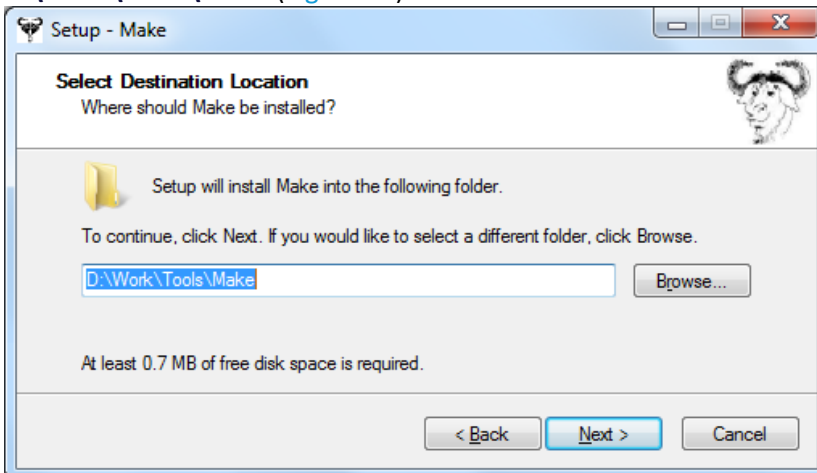 Setup - Make
Select Destination Location
Where should Make be installed?
Setup will install Make into the following folder.
To continue, click Next. If you would like to select a different folder, click Browse.
D:\Work\Tools\Make
Browse...
At least 0.7 MB of free disk space is required.
< Back Next > Cancel